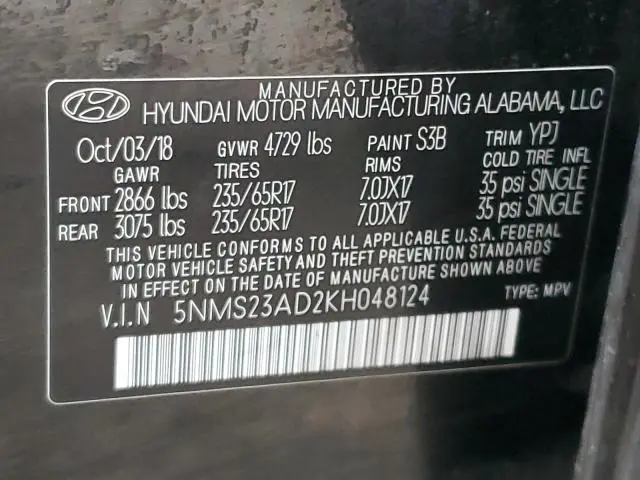 MANUFACTURED BY
HYUNDAI MOTOR MANUFACTURING ALABAMA, LLC
Oct/03/18 GVWR 4729 lbs PAINT S3B TRIM YPJ
GAWR TIRES RIMS COLD TIRE INFL
FRONT 2866 lbs 235/65R17 7.0JX17 35 psi SINGLE
REAR 3075 lbs 235/65R17 7.0JX17 35 psi SINGLE
THIS VEHICLE CONFORMS TO ALL APPLICABLE U.S.A. FEDERAL
MOTOR VEHICLE SAFETY AND THEFT PREVENTION STANDARDS
IN EFFECT ON THE DATE OF MANUFACTURE SHOWN ABOVE.
V.I.N 5NMS23AD2KH048124 TYPE: MPV